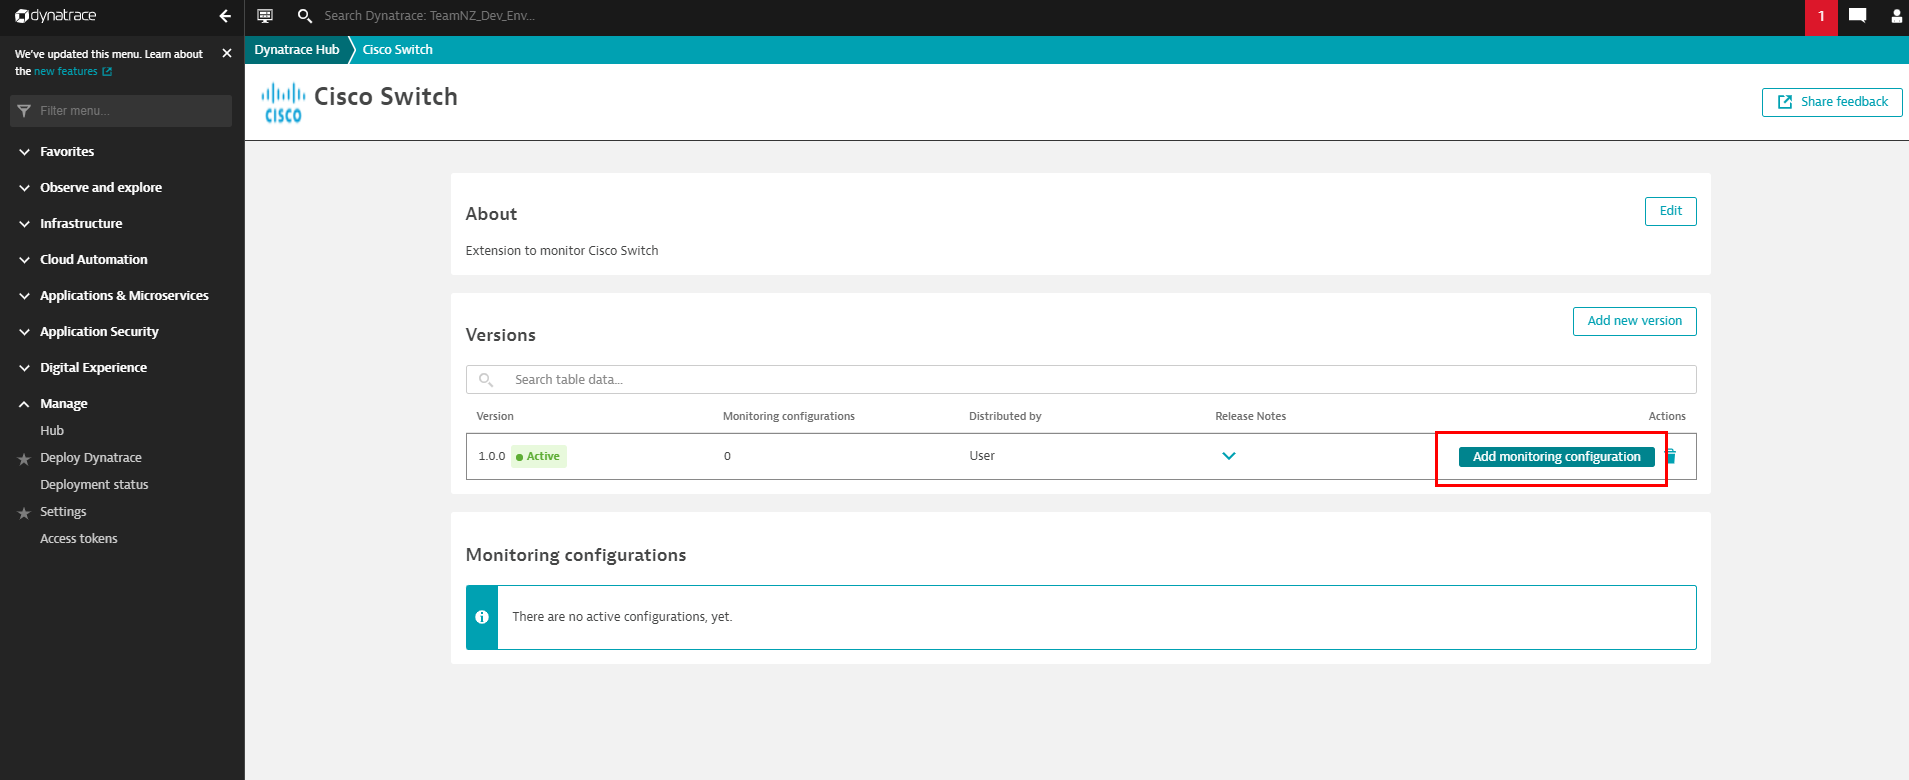 dynatrace
Search Dynatrace: TeamNZ_Dev_Env...
1
We've updated this menu. Learn about
the new features
Filter menu...
Favorites
Observe and explore
Infrastructure
Cloud Automation
Applications & Microservices
Application Security
Digital Experience
Manage
Hub
Deploy Dynatrace
Deployment status
Settings
Access tokens
Dynatrace Hub
Cisco Switch
CISCO
Cisco Switch
Share feedback
About
Edit
Extension to monitor Cisco Switch
Versions
Add new version
Search table data...
Version Monitoring configurations Distributed by Release Notes Actions
1.0.0 Active 0 User Add monitoring configuration
Monitoring configurations
There are no active configurations, yet.